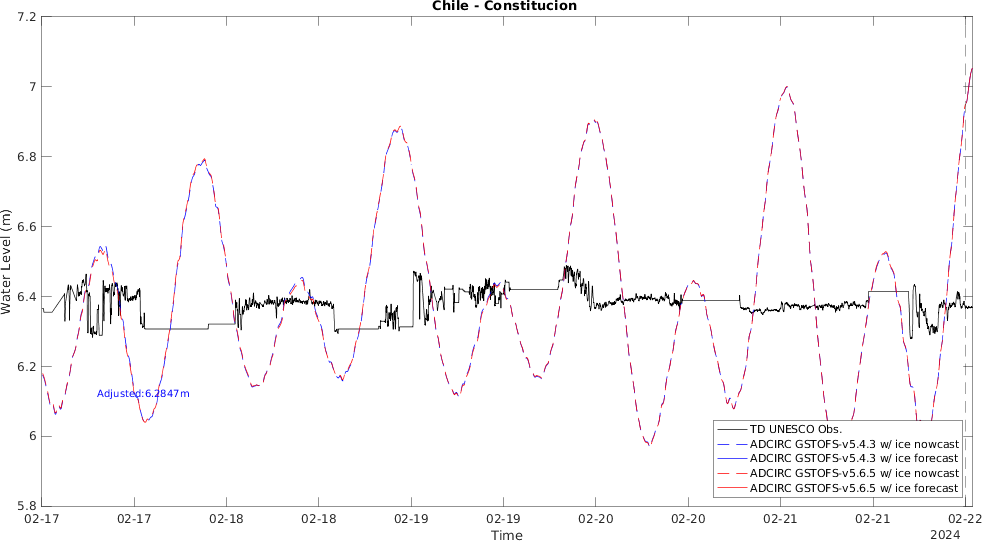 Chile - Constitucion
7.2
7
6.8
6.6
6.4
6.2
6
5.8
Water Level (m)
Adjusted:6.2847m
TD UNESCO Obs.
ADCIRC GSTOFS-v5.4.3 w/ ice nowcast
ADCIRC GSTOFS-v5.4.3 w/ ice forecast
ADCIRC GSTOFS-v5.6.5 w/ ice nowcast
ADCIRC GSTOFS-v5.6.5 w/ ice forecast
02-17 02-17 02-18 02-18 02-19 02-19 02-20 02-20 02-21 02-21 02-22
Time
2024